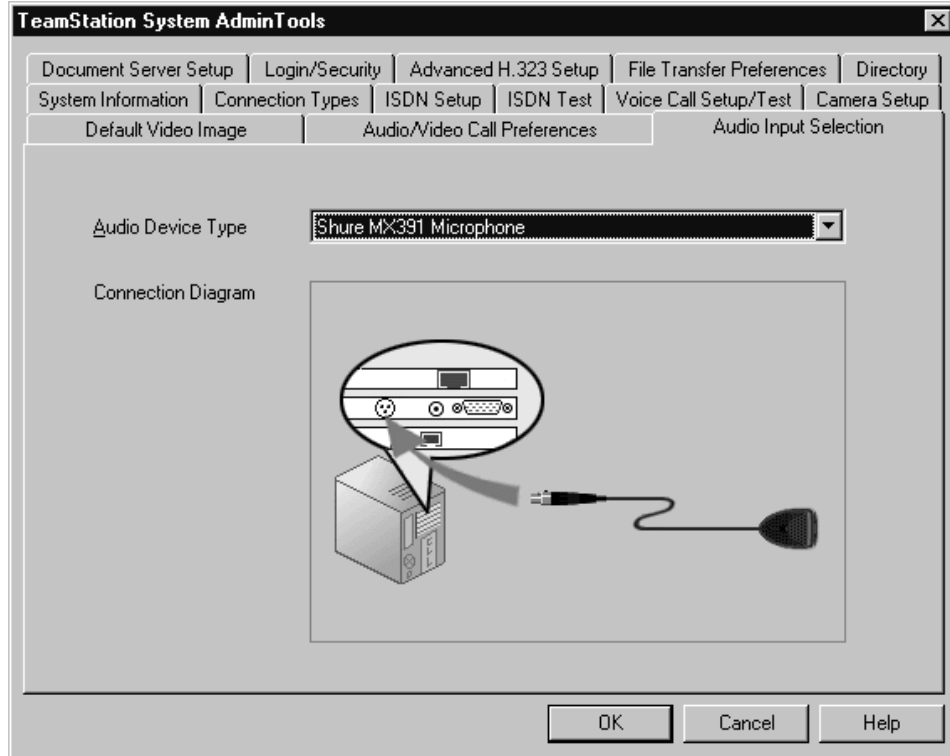 TeamStation System AdminTools
Document Server Setup Login/Security Advanced H.323 Setup File Transfer Preferences Directory
System Information Connection Types ISDN Setup ISDN Test Voice Call Setup/Test Camera Setup
Default Video Image Audio/Video Call Preferences Audio Input Selection
Audio Device Type Shure MX391 Microphone
Connection Diagram
OK Cancel Help